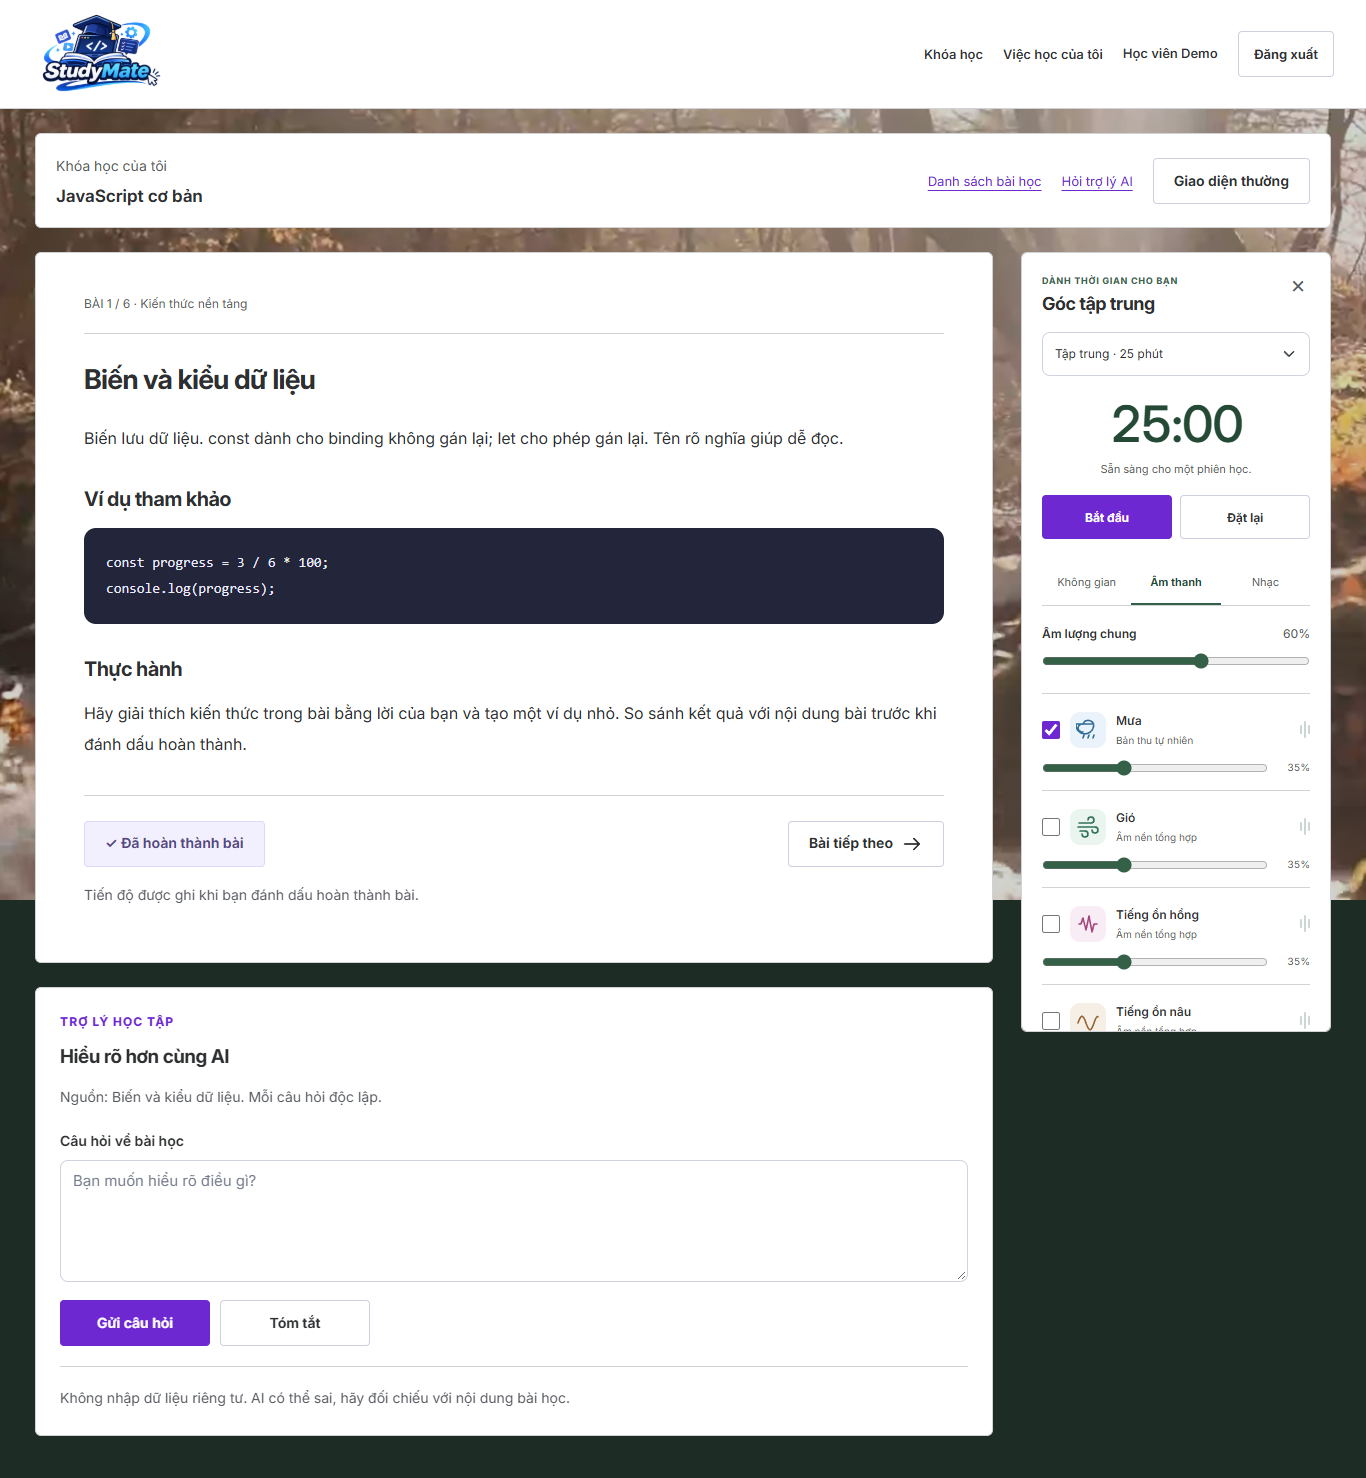 StudyMate
Khóa học
Việc học của tôi
Học viên Demo
Đăng xuất
Khóa học của tôi
JavaScript cơ bản
Danh sách bài học
Hỏi trợ lý AI
Giao diện thường
BÀI 1 / 6 · Kiến thức nền tảng
Biến và kiểu dữ liệu
Biến lưu dữ liệu. const dành cho binding không gán lại; let cho phép gán lại. Tên rõ nghĩa giúp dễ đọc.
Ví dụ tham khảo
const progress = 3 / 6 * 100;
console.log(progress);
Thực hành
Hãy giải thích kiến thức trong bài bằng lời của bạn và tạo một ví dụ nhỏ. So sánh kết quả với nội dung bài trước khi
đánh dấu hoàn thành.
✓ Đã hoàn thành bài
Bài tiếp theo →
Tiến độ được ghi khi bạn đánh dấu hoàn thành bài.
TRỢ LÝ HỌC TẬP
Hiểu rõ hơn cùng AI
Nguồn: Biến và kiểu dữ liệu. Mỗi câu hỏi độc lập.
Câu hỏi về bài học
Bạn muốn hiểu rõ điều gì?
Gửi câu hỏi
Tóm tắt
Không nhập dữ liệu riêng tư. AI có thể sai, hãy đối chiếu với nội dung bài học.
DÀNH THỜI GIAN CHO BẠN
Góc tập trung
Tập trung · 25 phút
25:00
Sẵn sàng cho một phiên học.
Bắt đầu
Đặt lại
Không gian
Âm thanh
Nhạc
Âm lượng chung
60%
Mưa
Bản thu tự nhiên
35%
Gió
Âm nền tổng hợp
35%
Tiếng ồn hồng
Âm nền tổng hợp
35%
Tiếng ồn nâu
Âm nền tổng hợp